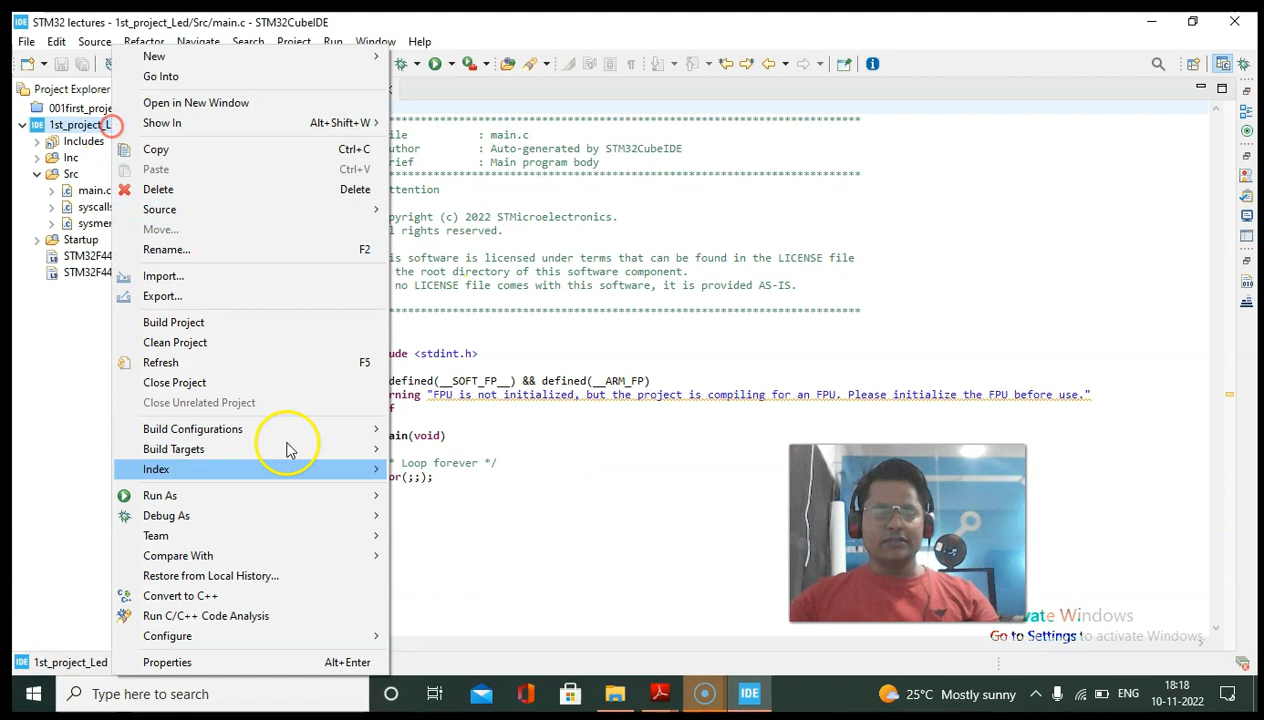 IDE STM32 lectures - 1st_project_Led/Src/main.c - STM32CubeIDE
File Edit Source Refactor Navigate Search Project Run Window Help
Project Explorer
001first_proje
IDE 1st_project_L
Includes
Inc
Src
main.c
syscalls
sysmem
Startup
STM32F44
STM32F44
New
Go Into
Open in New Window
Show In Alt+Shift+W
Copy Ctrl+C
Paste Ctrl+V
Delete Delete
Source
Move...
Rename... F2
Import...
Export...
Build Project
Clean Project
Refresh F5
Close Project
Close Unrelated Project
Build Configurations
Build Targets
Index
Run As
Debug As
Team
Compare With
Restore from Local History...
Convert to C++
Run C/C++ Code Analysis
Configure
Properties Alt+Enter
******************************************************************************
ile : main.c
uthor : Auto-generated by STM32CubeIDE
rief : Main program body
******************************************************************************
ttention
opyright (c) 2022 STMicroelectronics.
l rights reserved.
is software is licensed under terms that can be found in the LICENSE file
the root directory of this software component.
no LICENSE file comes with this software, it is provided AS-IS.
******************************************************************************
ude <stdint.h>
defined(__SOFT_FP__) && defined(__ARM_FP)
rning "FPU is not initialized, but the project is compiling for an FPU. Please initialize the FPU before use."
f
ain(void)
* Loop forever */
or(;;);
vate Windows
Go to Settings to activate Windows.
1st_project_Led
Type here to search
IDE
25°C Mostly sunny
ENG
18:18
10-11-2022